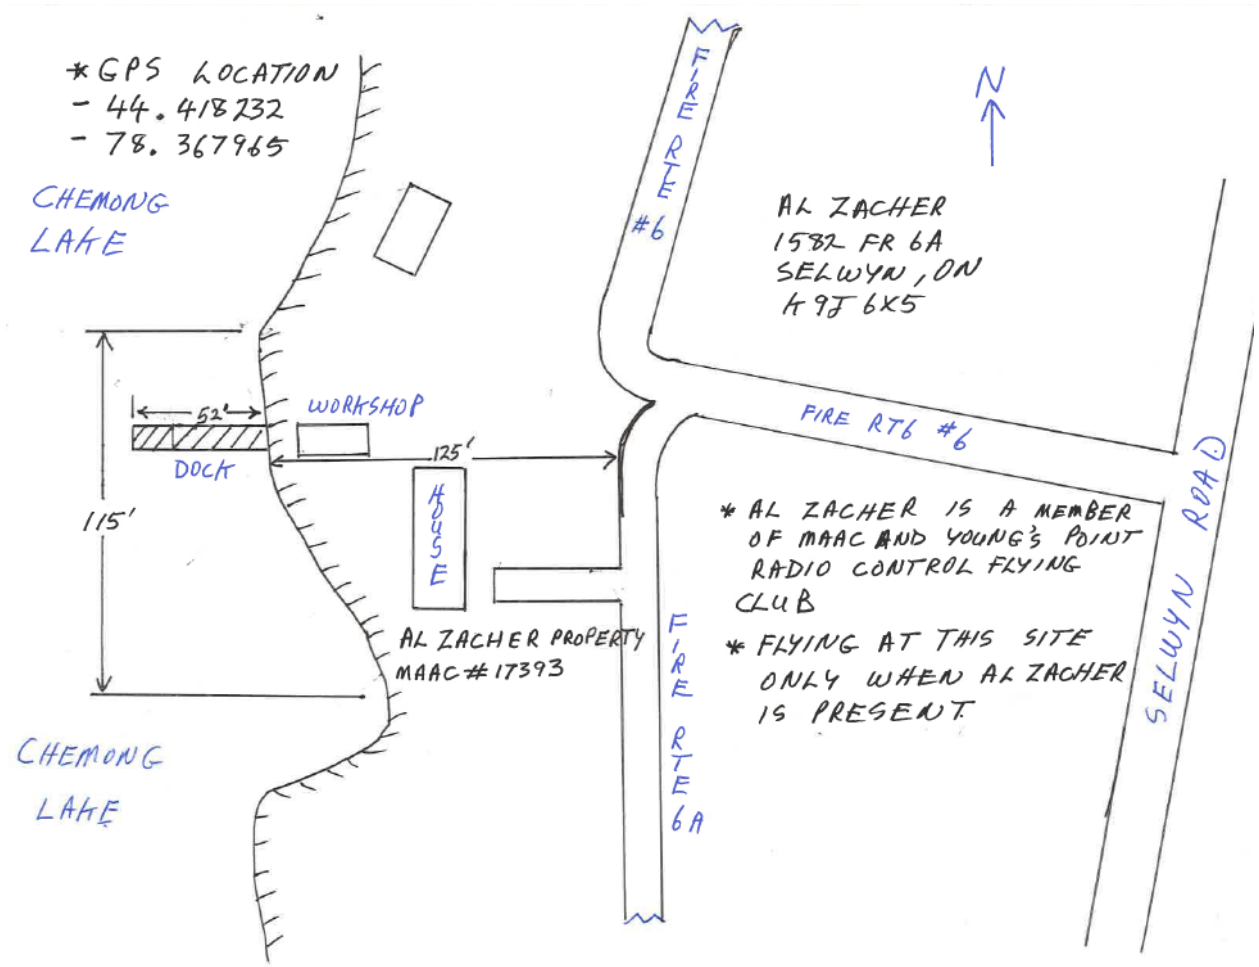 * GPS LOCATION
- 44.418232
- 78.367965
CHEMONG
LAKE
FIRE RTE
#6
N
AL ZACHER
1582 FR 6A
SELWYN, ON
K9J 6X5
52'
WORKSHOP
DOCK
125'
115'
HOUSE
FIRE RT6 #6
SELWYN ROAD
* AL ZACHER IS A MEMBER
OF MAAC AND YOUNG'S POINT
RADIO CONTROL FLYING
CLUB
* FLYING AT THIS SITE
ONLY WHEN AL ZACHER
IS PRESENT.
AL ZACHER PROPERTY
MAAC # 17393
FIRE RTE
6A
CHEMONG
LAKE